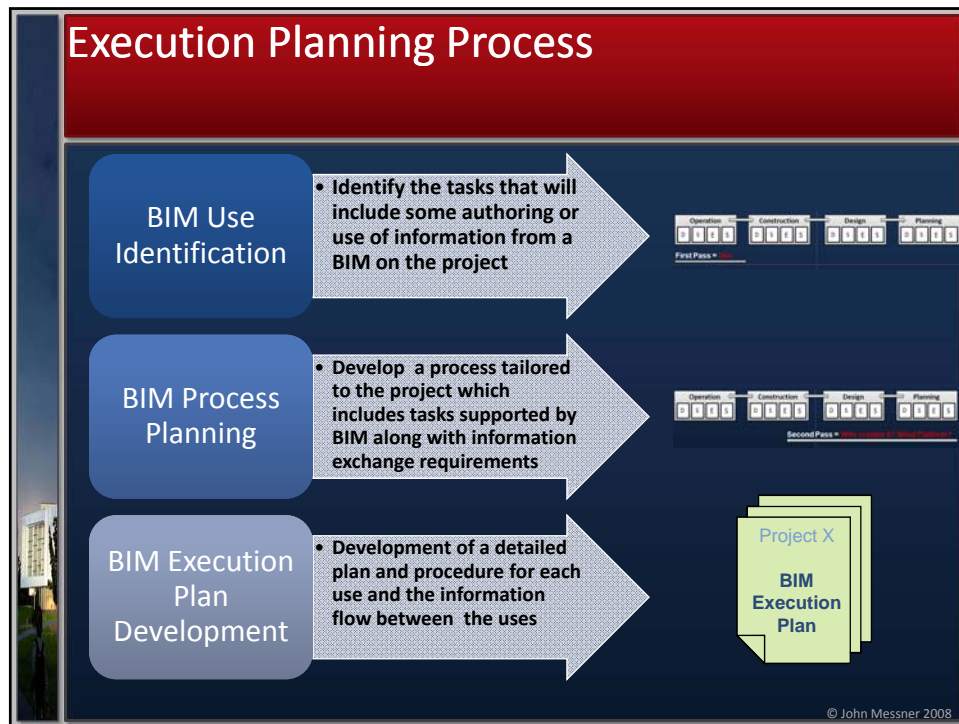 Execution Planning Process
BIM Use
Identification
• Identify the tasks that will
include some authoring or
use of information from a
BIM on the project
Operation Construction Design Planning
D S E S D S E S D S E S D S E S
First Pass =
BIM Process
Planning
• Develop a process tailored
to the project which
includes tasks supported by
BIM along with information
exchange requirements
Operation Construction Design Planning
D S E S D S E S D S E S D S E S
Second Pass =
BIM Execution
Plan
Development
• Development of a detailed
plan and procedure for each
use and the information
flow between the uses
Project X
BIM
Execution
Plan
© John Messner 2008